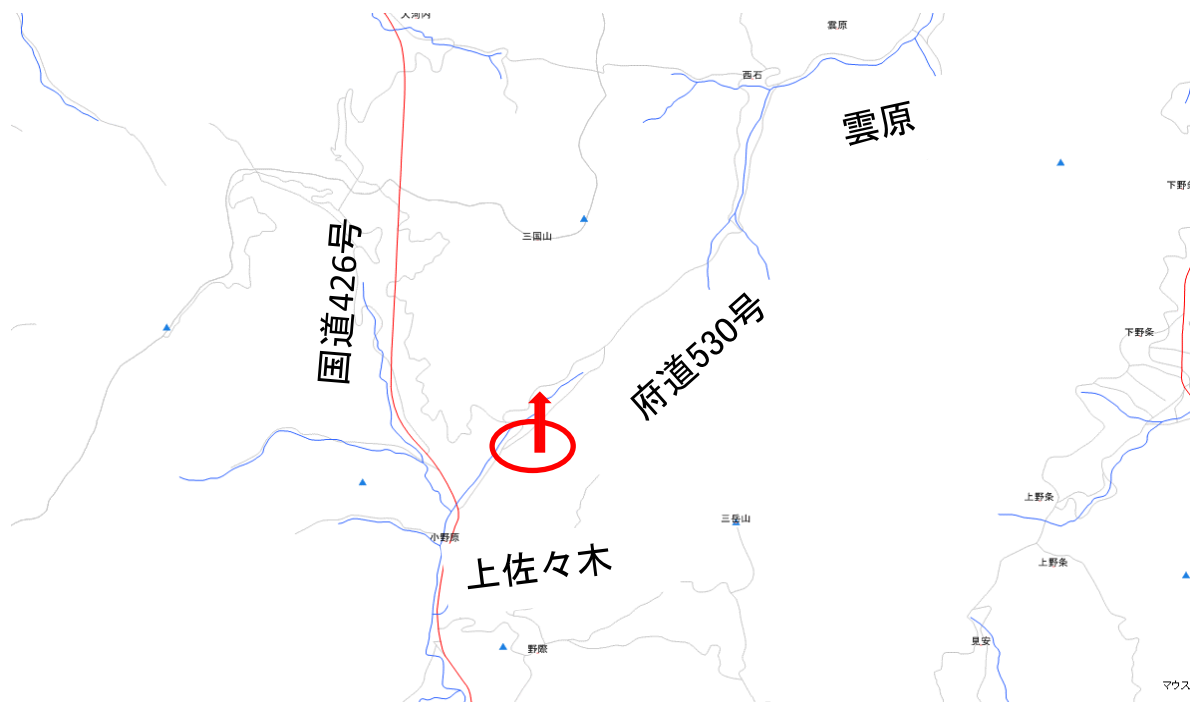 大河内
雲原
西石
雲原
下野条
三国山
国道426号
府道530号
下野条
上野条
三岳山
小野原
上佐々木
上野条
野際
見安
マウス